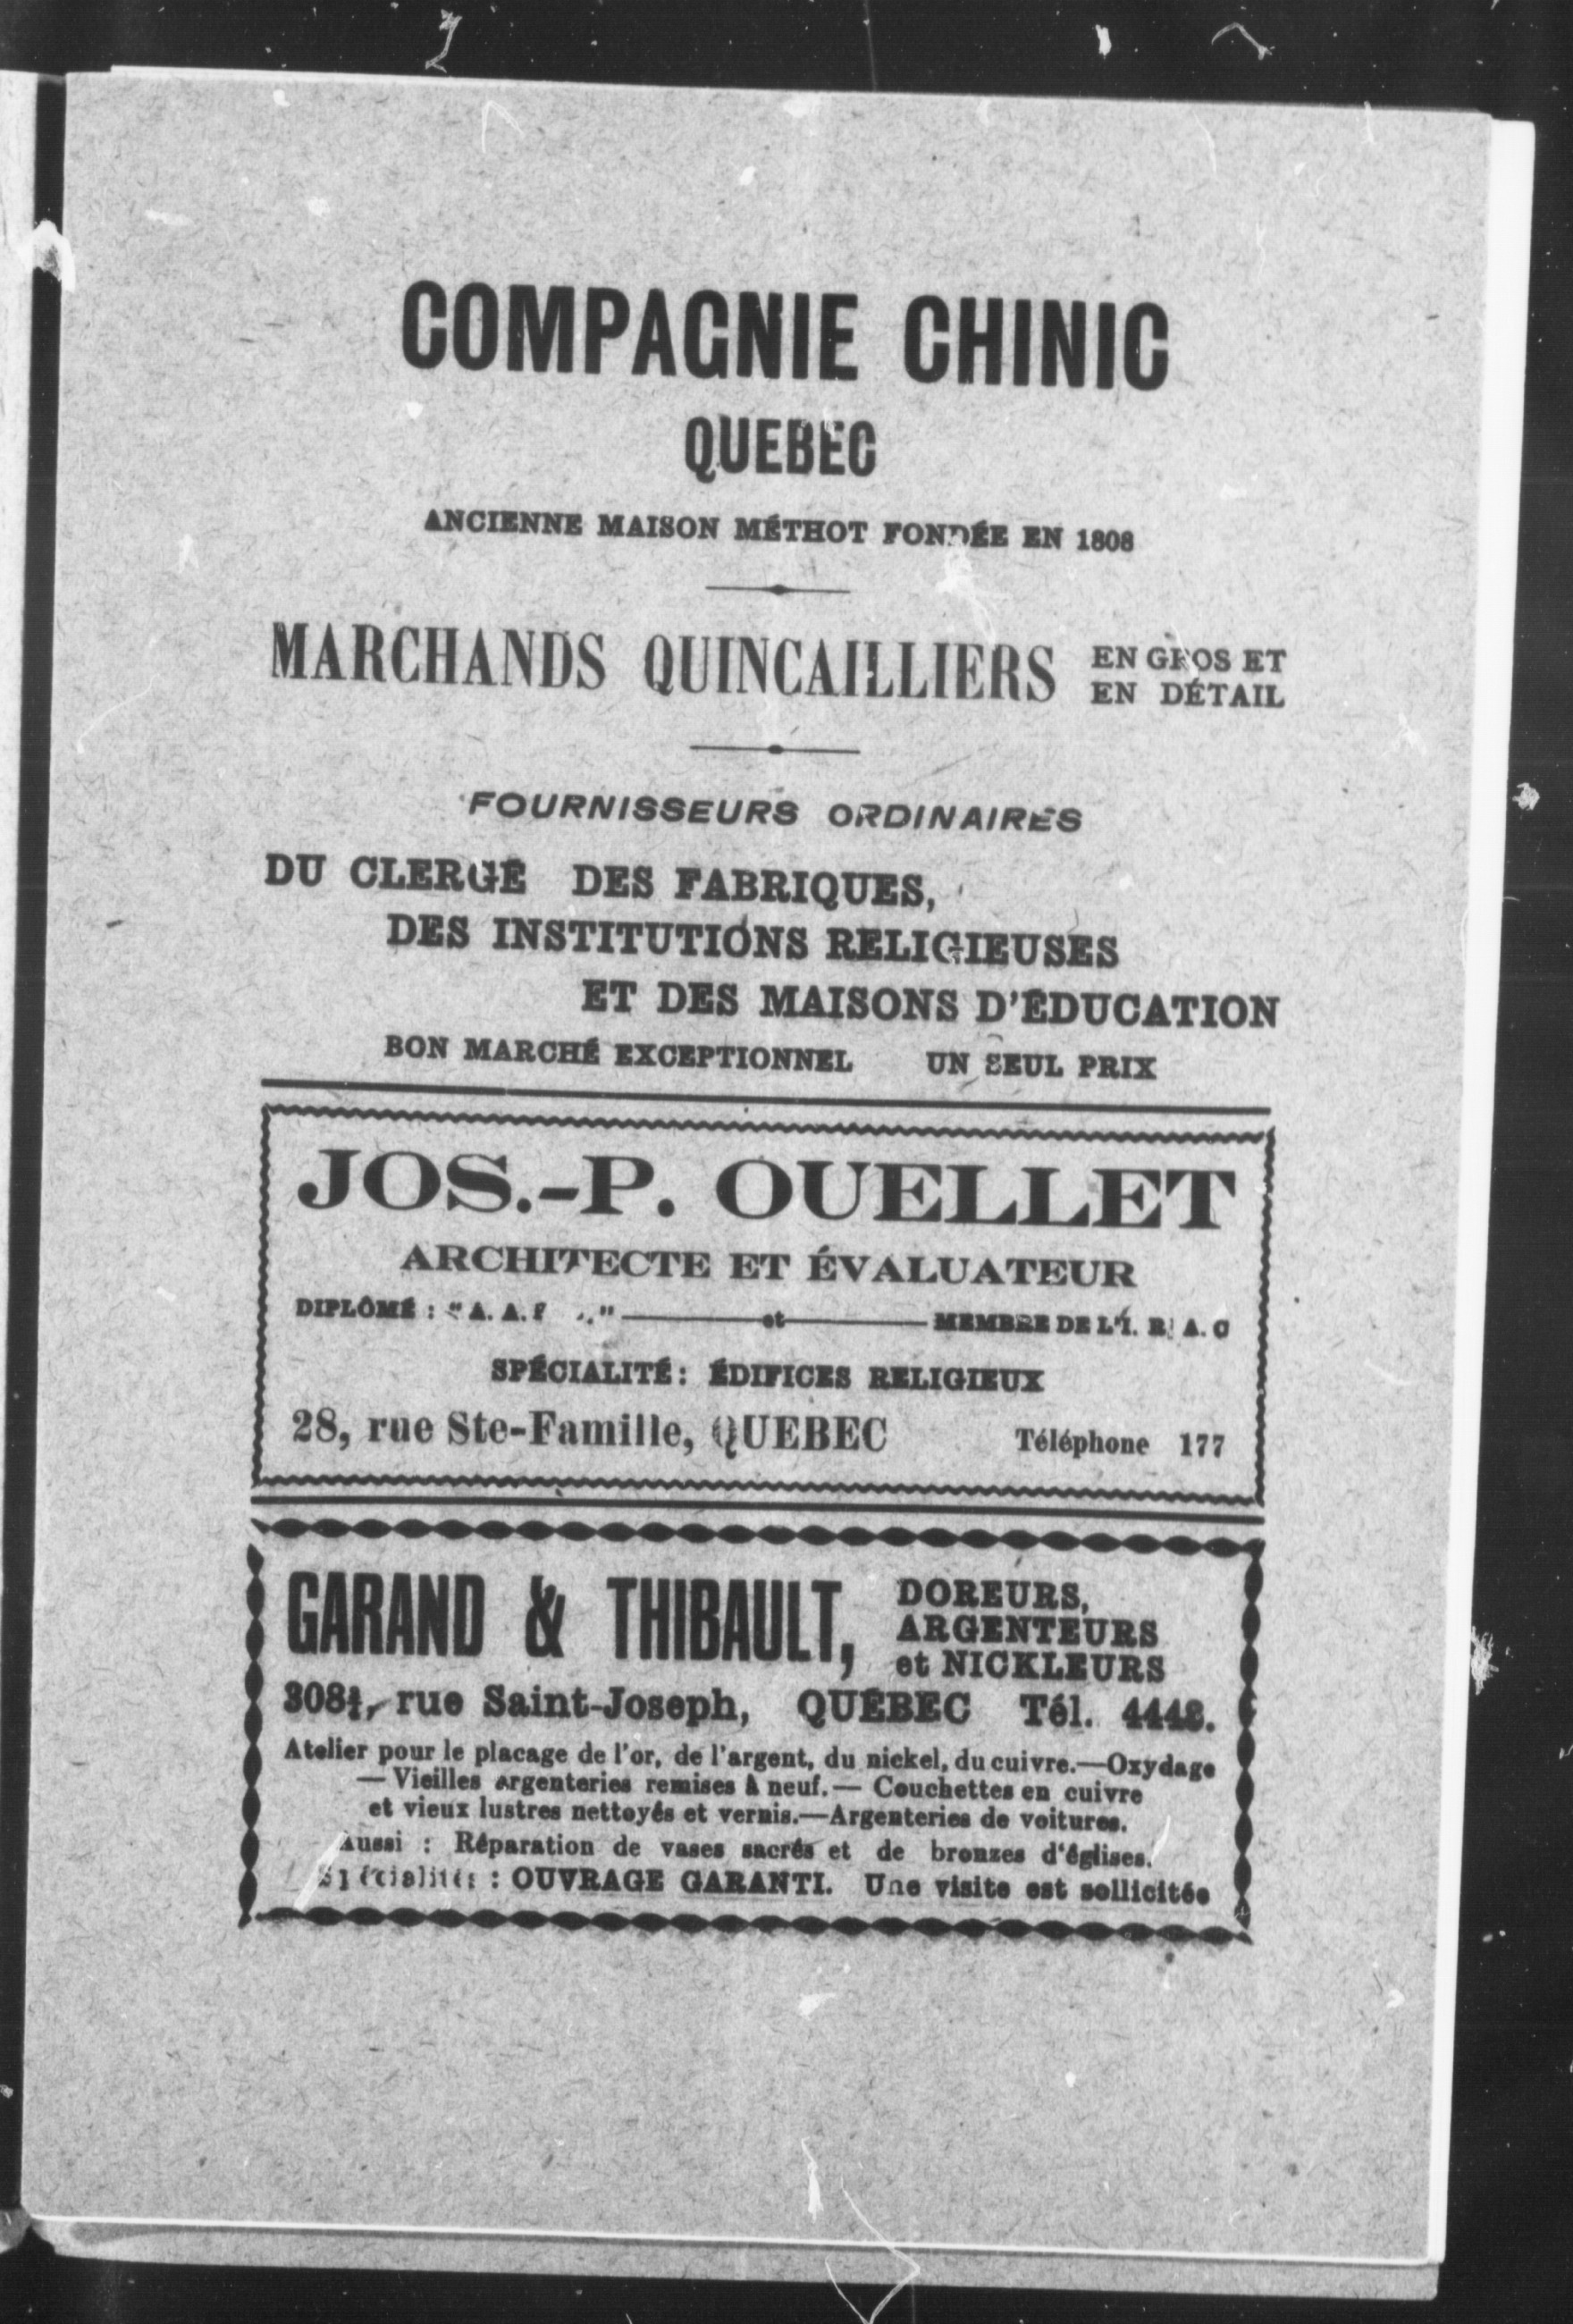 COMPAGNIE CHINIC
QUEBEC
ANCIENNE MAISON MÉTHOT FONDÉE EN 1808
MARCHANDS QUINCAILLIERS EN GROS ET
EN DÉTAIL
FOURNISSEURS ORDINAIRES
DU CLERGÉ DES FABRIQUES,
DES INSTITUTIONS RELIGIEUSES
ET DES MAISONS D'ÉDUCATION
BON MARCHÉ EXCEPTIONNEL UN SEUL PRIX
JOS.-P. OUELLET
ARCHITECTE ET ÉVALUATEUR
DIPLÔMÉ : "A. A. et MEMBRE DE L'I. R. A. C
SPÉCIALITÉ: ÉDIFICES RELIGIEUX
28, rue Ste-Famille, QUEBEC Téléphone 177
GARAND & THIBAULT, DOREURS,
ARGENTEURS
et NICKLEURS
rue Saint-Joseph, QUÉBEC Tél.
Atelier pour le placage de l'or, de l'argent, du nickel, du cuivre.—Oxydage
— Vieilles argenteries remises à neuf.— Couchettes en cuivre
et vieux lustres nettoyés et vernis.—Argenteries de voitures.
Aussi : Réparation de vases sacrés et de bronzes d'églises.
Spécialités : OUVRAGE GARANTI. Une visite est sollicitée